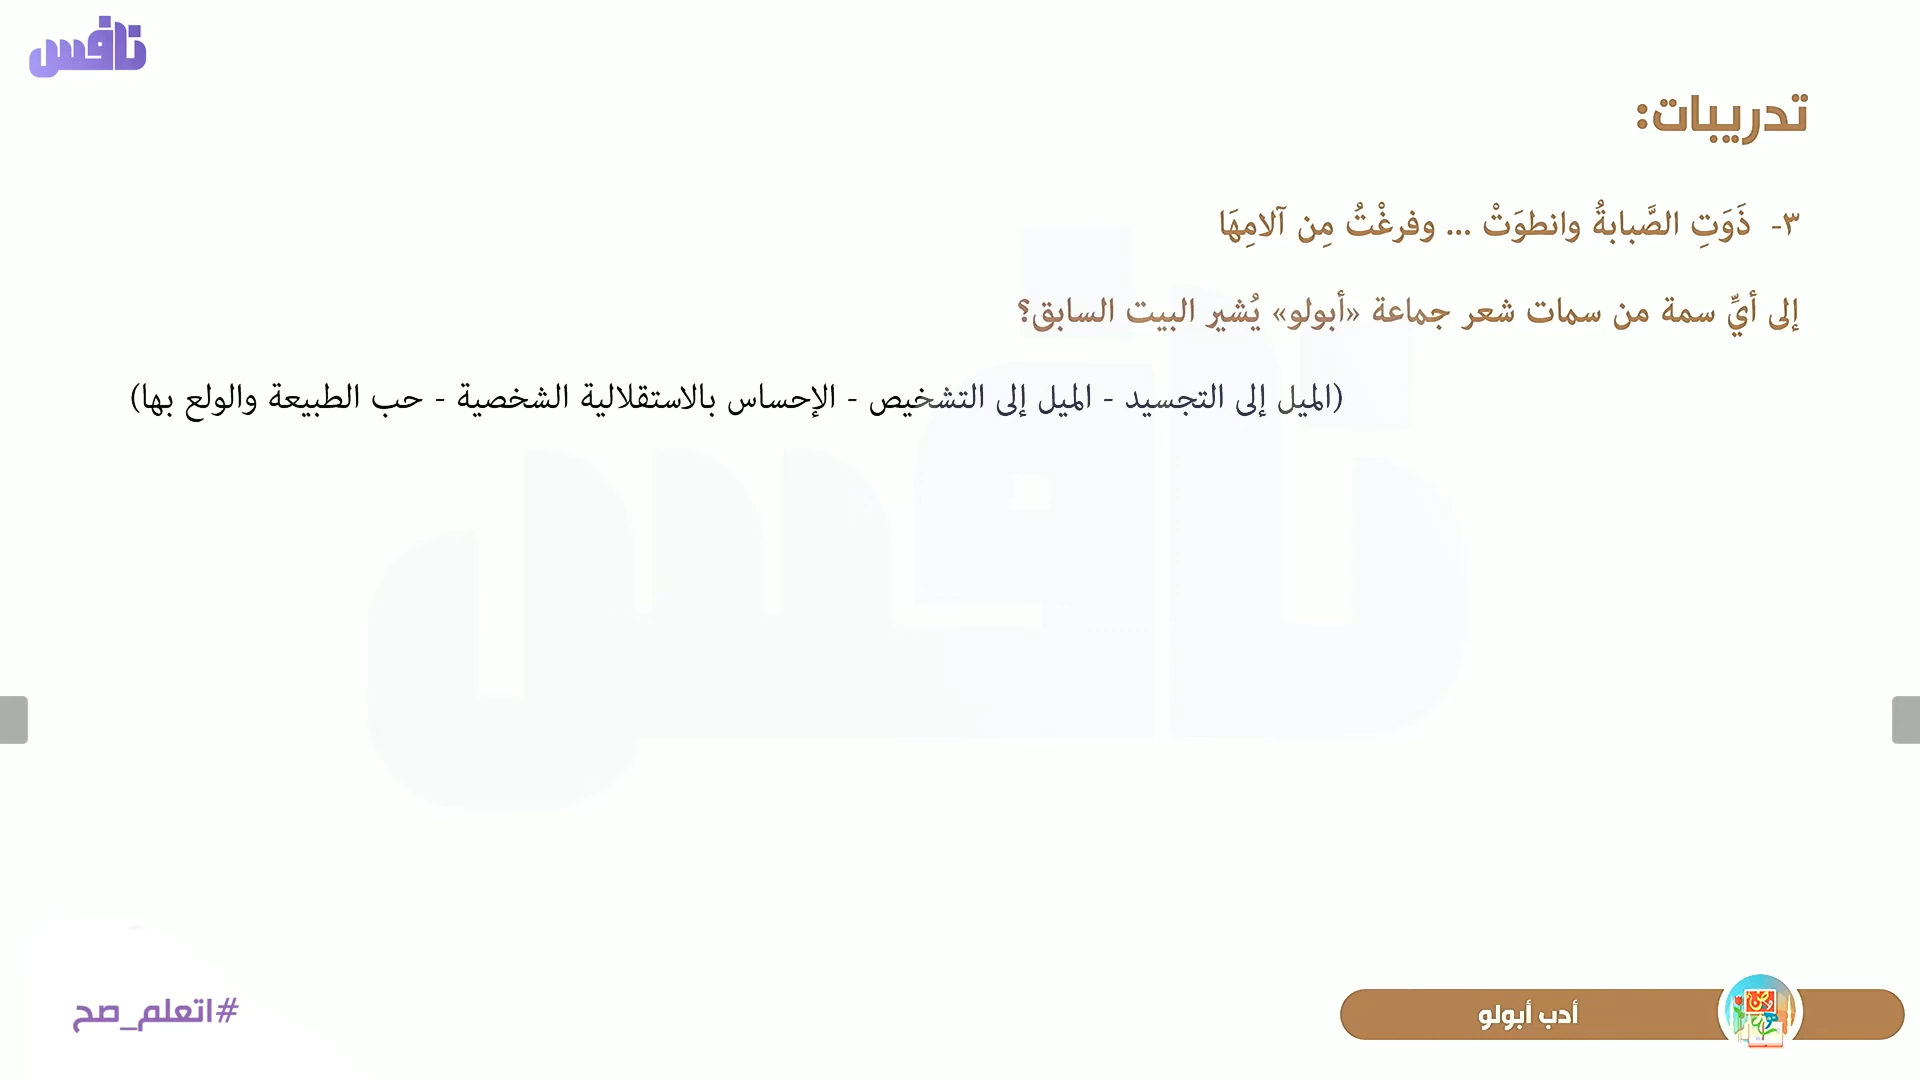 نافس
تدريبات:
٣- ذَوَتِ الصَّبابةُ وانطوَتْ ... وفرغْتُ مِن آلامِهَا
إلى أيِّ سمة من سمات شعر جماعة «أبولو» يُشير البيت السابق؟
(الميل إلى التجسيد - الميل إلى التشخيص - الإحساس بالاستقلالية الشخصية - حب الطبيعة والولع بها)
نافس
أدب أبولو
#اتعلم_صح